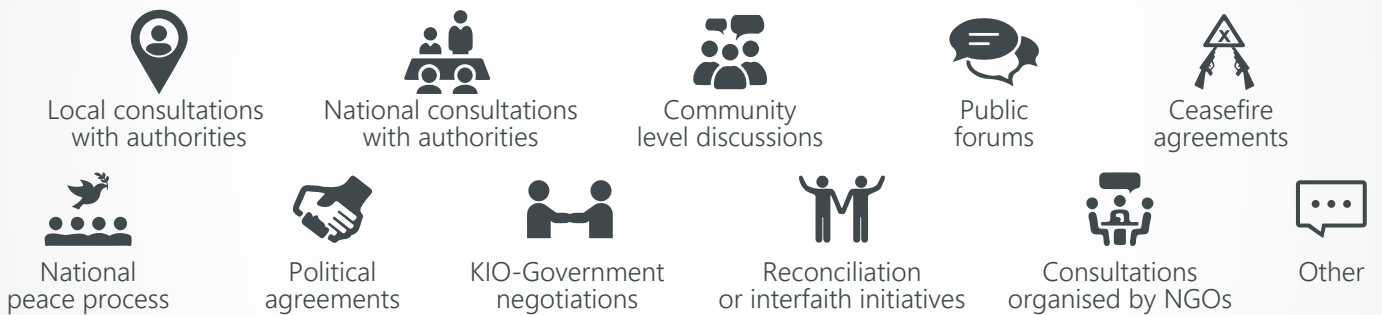 Local consultations
with authorities
National consultations
with authorities
Community
level discussions
Public
forums
X
Ceasefire
agreements
National
peace process
Political
agreements
KIO-Government
negotiations
Reconciliation
or interfaith initiatives
Consultations
organised by NGOs
Other